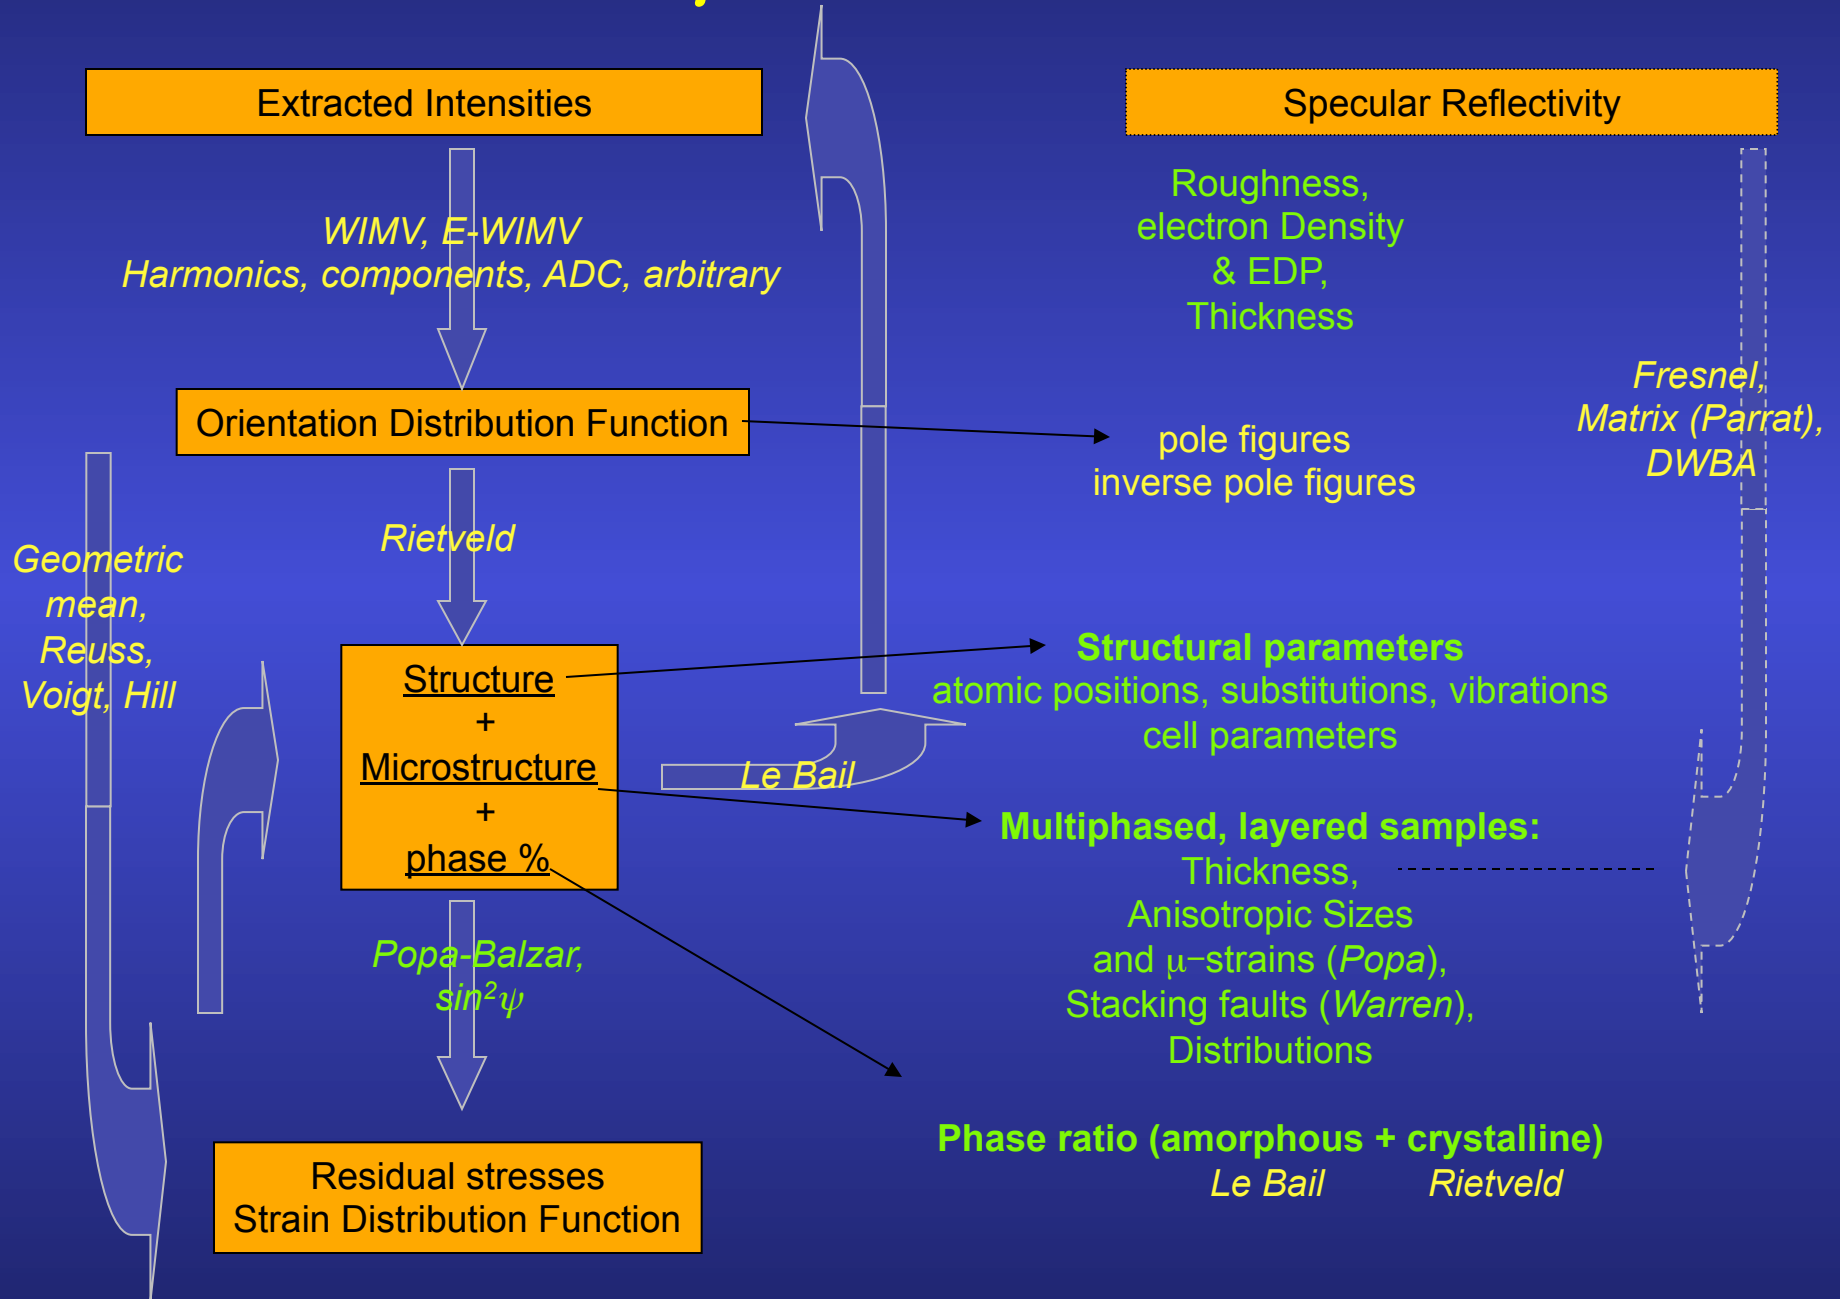 Extracted Intensities
WIMV, E-WIMV
Harmonics, components, ADC, arbitrary
Orientation Distribution Function
Rietveld
Geometric
mean,
Reuss,
Voigt, Hill
Structure
+
Microstructure
+
phase %
Le Bail
Popa-Balzar,
sin²ψ
Residual stresses
Strain Distribution Function
Specular Reflectivity
Roughness,
electron Density
& EDP,
Thickness
Fresnel,
Matrix (Parrat),
DWBA
pole figures
inverse pole figures
Structural parameters
atomic positions, substitutions, vibrations
cell parameters
Multiphased, layered samples:
Thickness,
Anisotropic Sizes
and μ–strains (Popa),
Stacking faults (Warren),
Distributions
Phase ratio (amorphous + crystalline)
Le Bail Rietveld